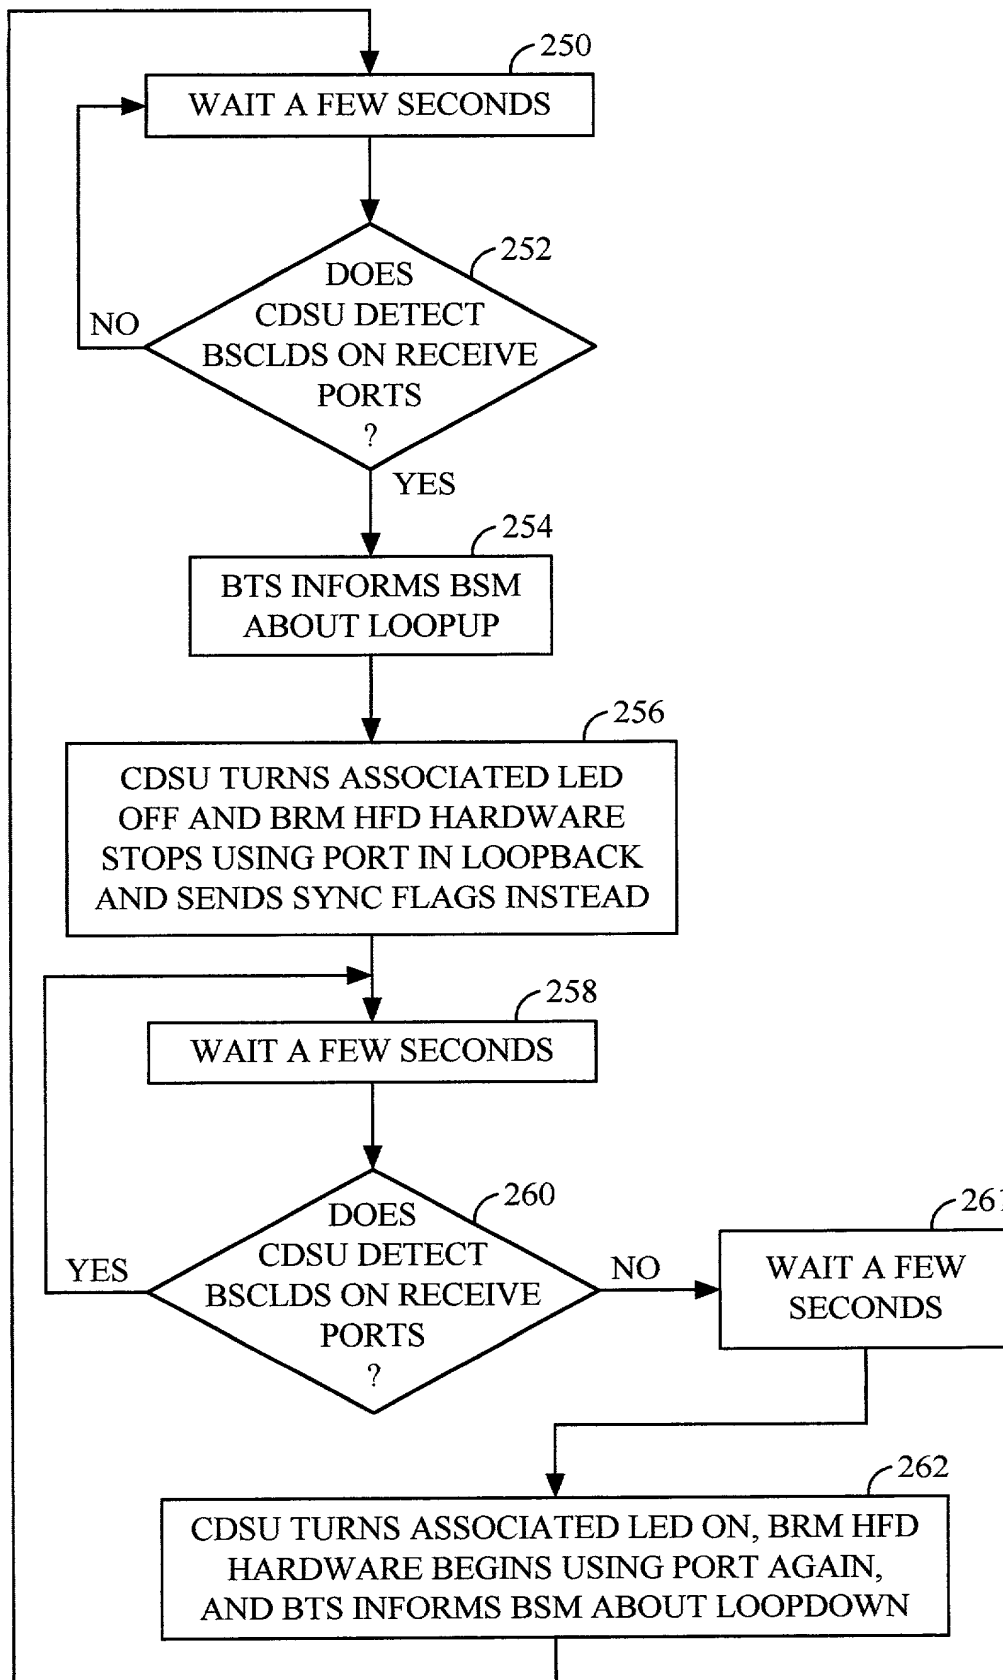 250
WAIT A FEW SECONDS
252
DOES
CDSU DETECT
BSCLDS ON RECEIVE
PORTS
?
NO
YES
254
BTS INFORMS BSM
ABOUT LOOPUP
256
CDSU TURNS ASSOCIATED LED
OFF AND BRM HFD HARDWARE
STOPS USING PORT IN LOOPBACK
AND SENDS SYNC FLAGS INSTEAD
258
WAIT A FEW SECONDS
260
DOES
CDSU DETECT
BSCLDS ON RECEIVE
PORTS
?
YES
NO
261
WAIT A FEW
SECONDS
262
CDSU TURNS ASSOCIATED LED ON, BRM HFD
HARDWARE BEGINS USING PORT AGAIN,
AND BTS INFORMS BSM ABOUT LOOPDOWN